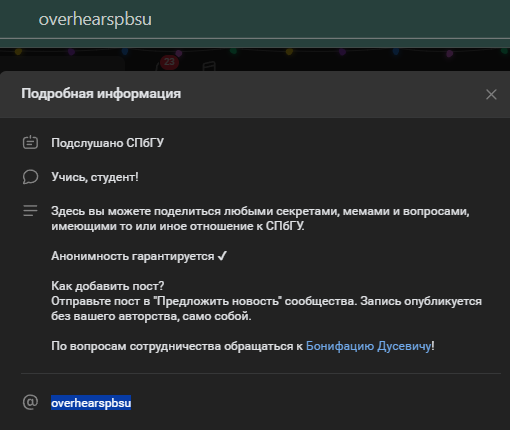 overhearspbsu
23
Подробная информация
Подслушано СПбГУ
Учись, студент!
Здесь вы можете поделиться любыми секретами, мемами и вопросами,
имеющими то или иное отношение к СПбГУ.
Анонимность гарантируется ✓
Как добавить пост?
Отправьте пост в "Предложить новость" сообщества. Запись опубликуется
без вашего авторства, само собой.
По вопросам сотрудничества обращаться к Бонифацию Дусевичу!
@ overhearspbsu